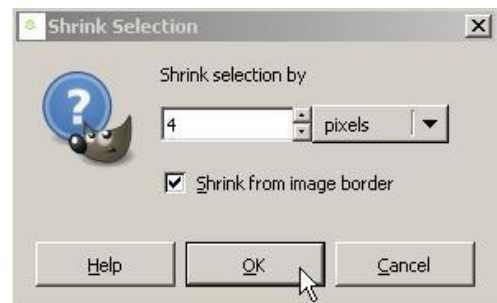 Shrink Selection
Shrink selection by
4 pixels
Shrink from image border
Help OK Cancel